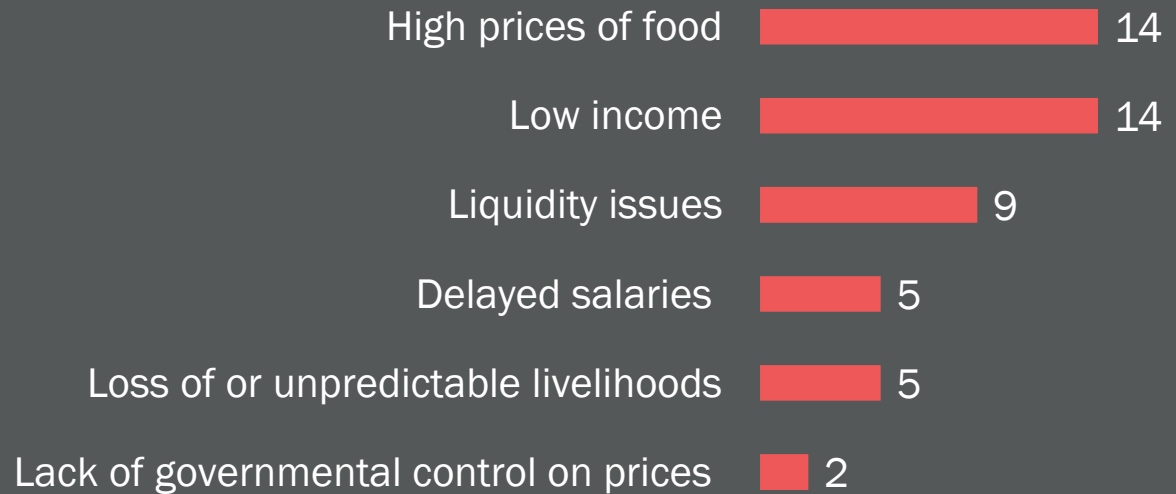 High prices of food 14
Low income 14
Liquidity issues 9
Delayed salaries 5
Loss of or unpredictable livelihoods 5
Lack of governmental control on prices 2